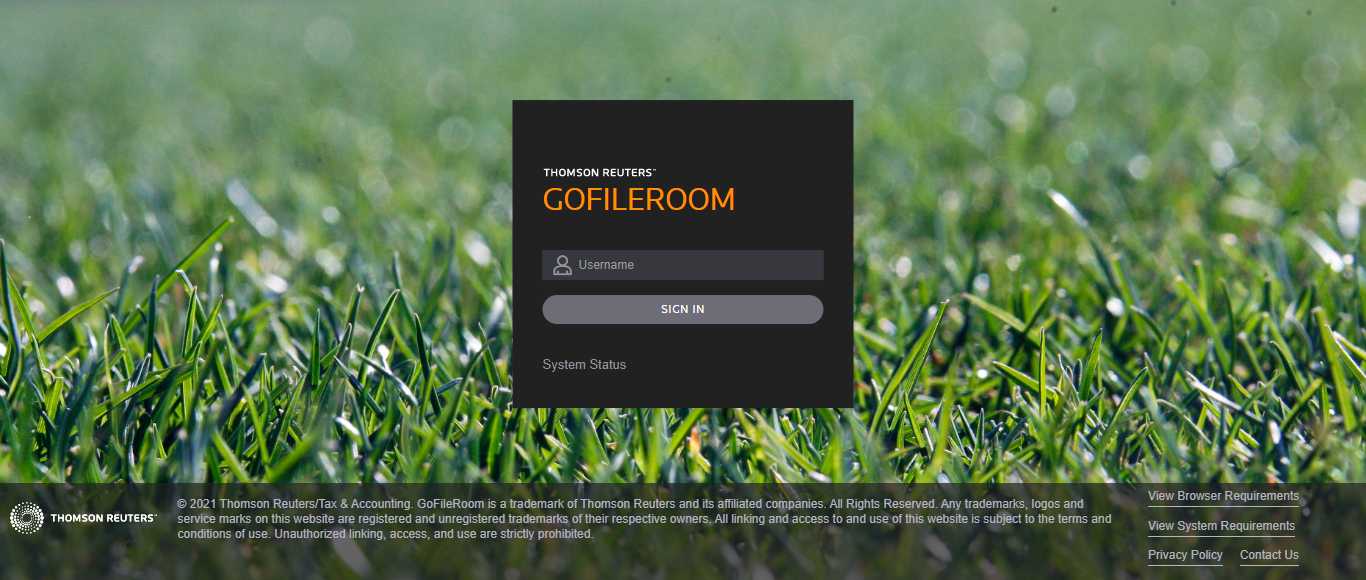 THOMSON REUTERS™
GOFILEROOM
Username
SIGN IN
System Status
THOMSON REUTERS™
© 2021 Thomson Reuters/Tax & Accounting. GoFileRoom is a trademark of Thomson Reuters and its affiliated companies. All Rights Reserved. Any trademarks, logos and
service marks on this website are registered and unregistered trademarks of their respective owners, All linking and access to and use of this website is subject to the terms and
conditions of use. Unauthorized linking, access, and use are strictly prohibited.
View Browser Requirements
View System Requirements
Privacy Policy Contact Us